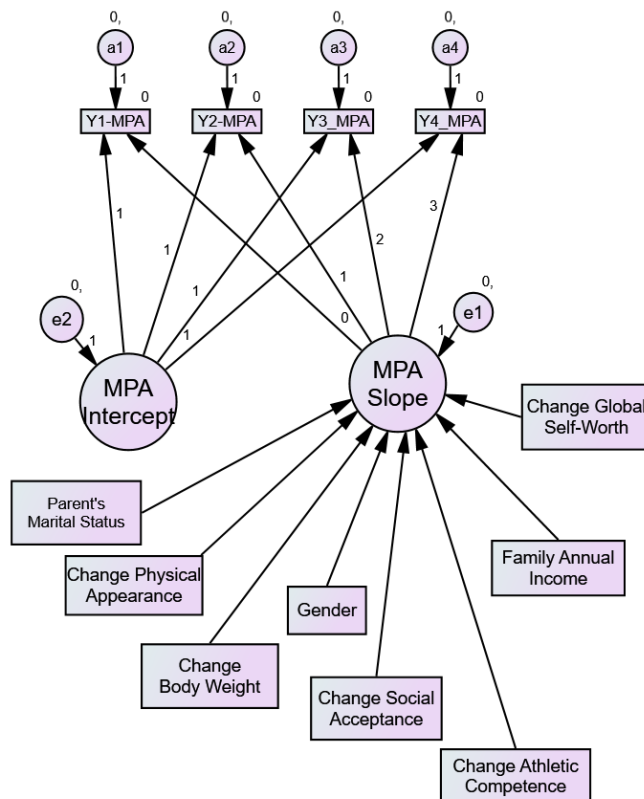 0, 0, 0, 0,
a1 a2 a3 a4
1 1 1 1
0 0 0 0
Y1-MPA Y2-MPA Y3_MPA Y4_MPA
1 1 1 1 0 1 2 3
0, 0,
e2 e1
1 1
MPA
Intercept
MPA
Slope
Change Global
Self-Worth
Parent's
Marital Status
Family Annual
Income
Change Physical
Appearance
Gender
Change
Body Weight
Change Social
Acceptance
Change Athletic
Competence